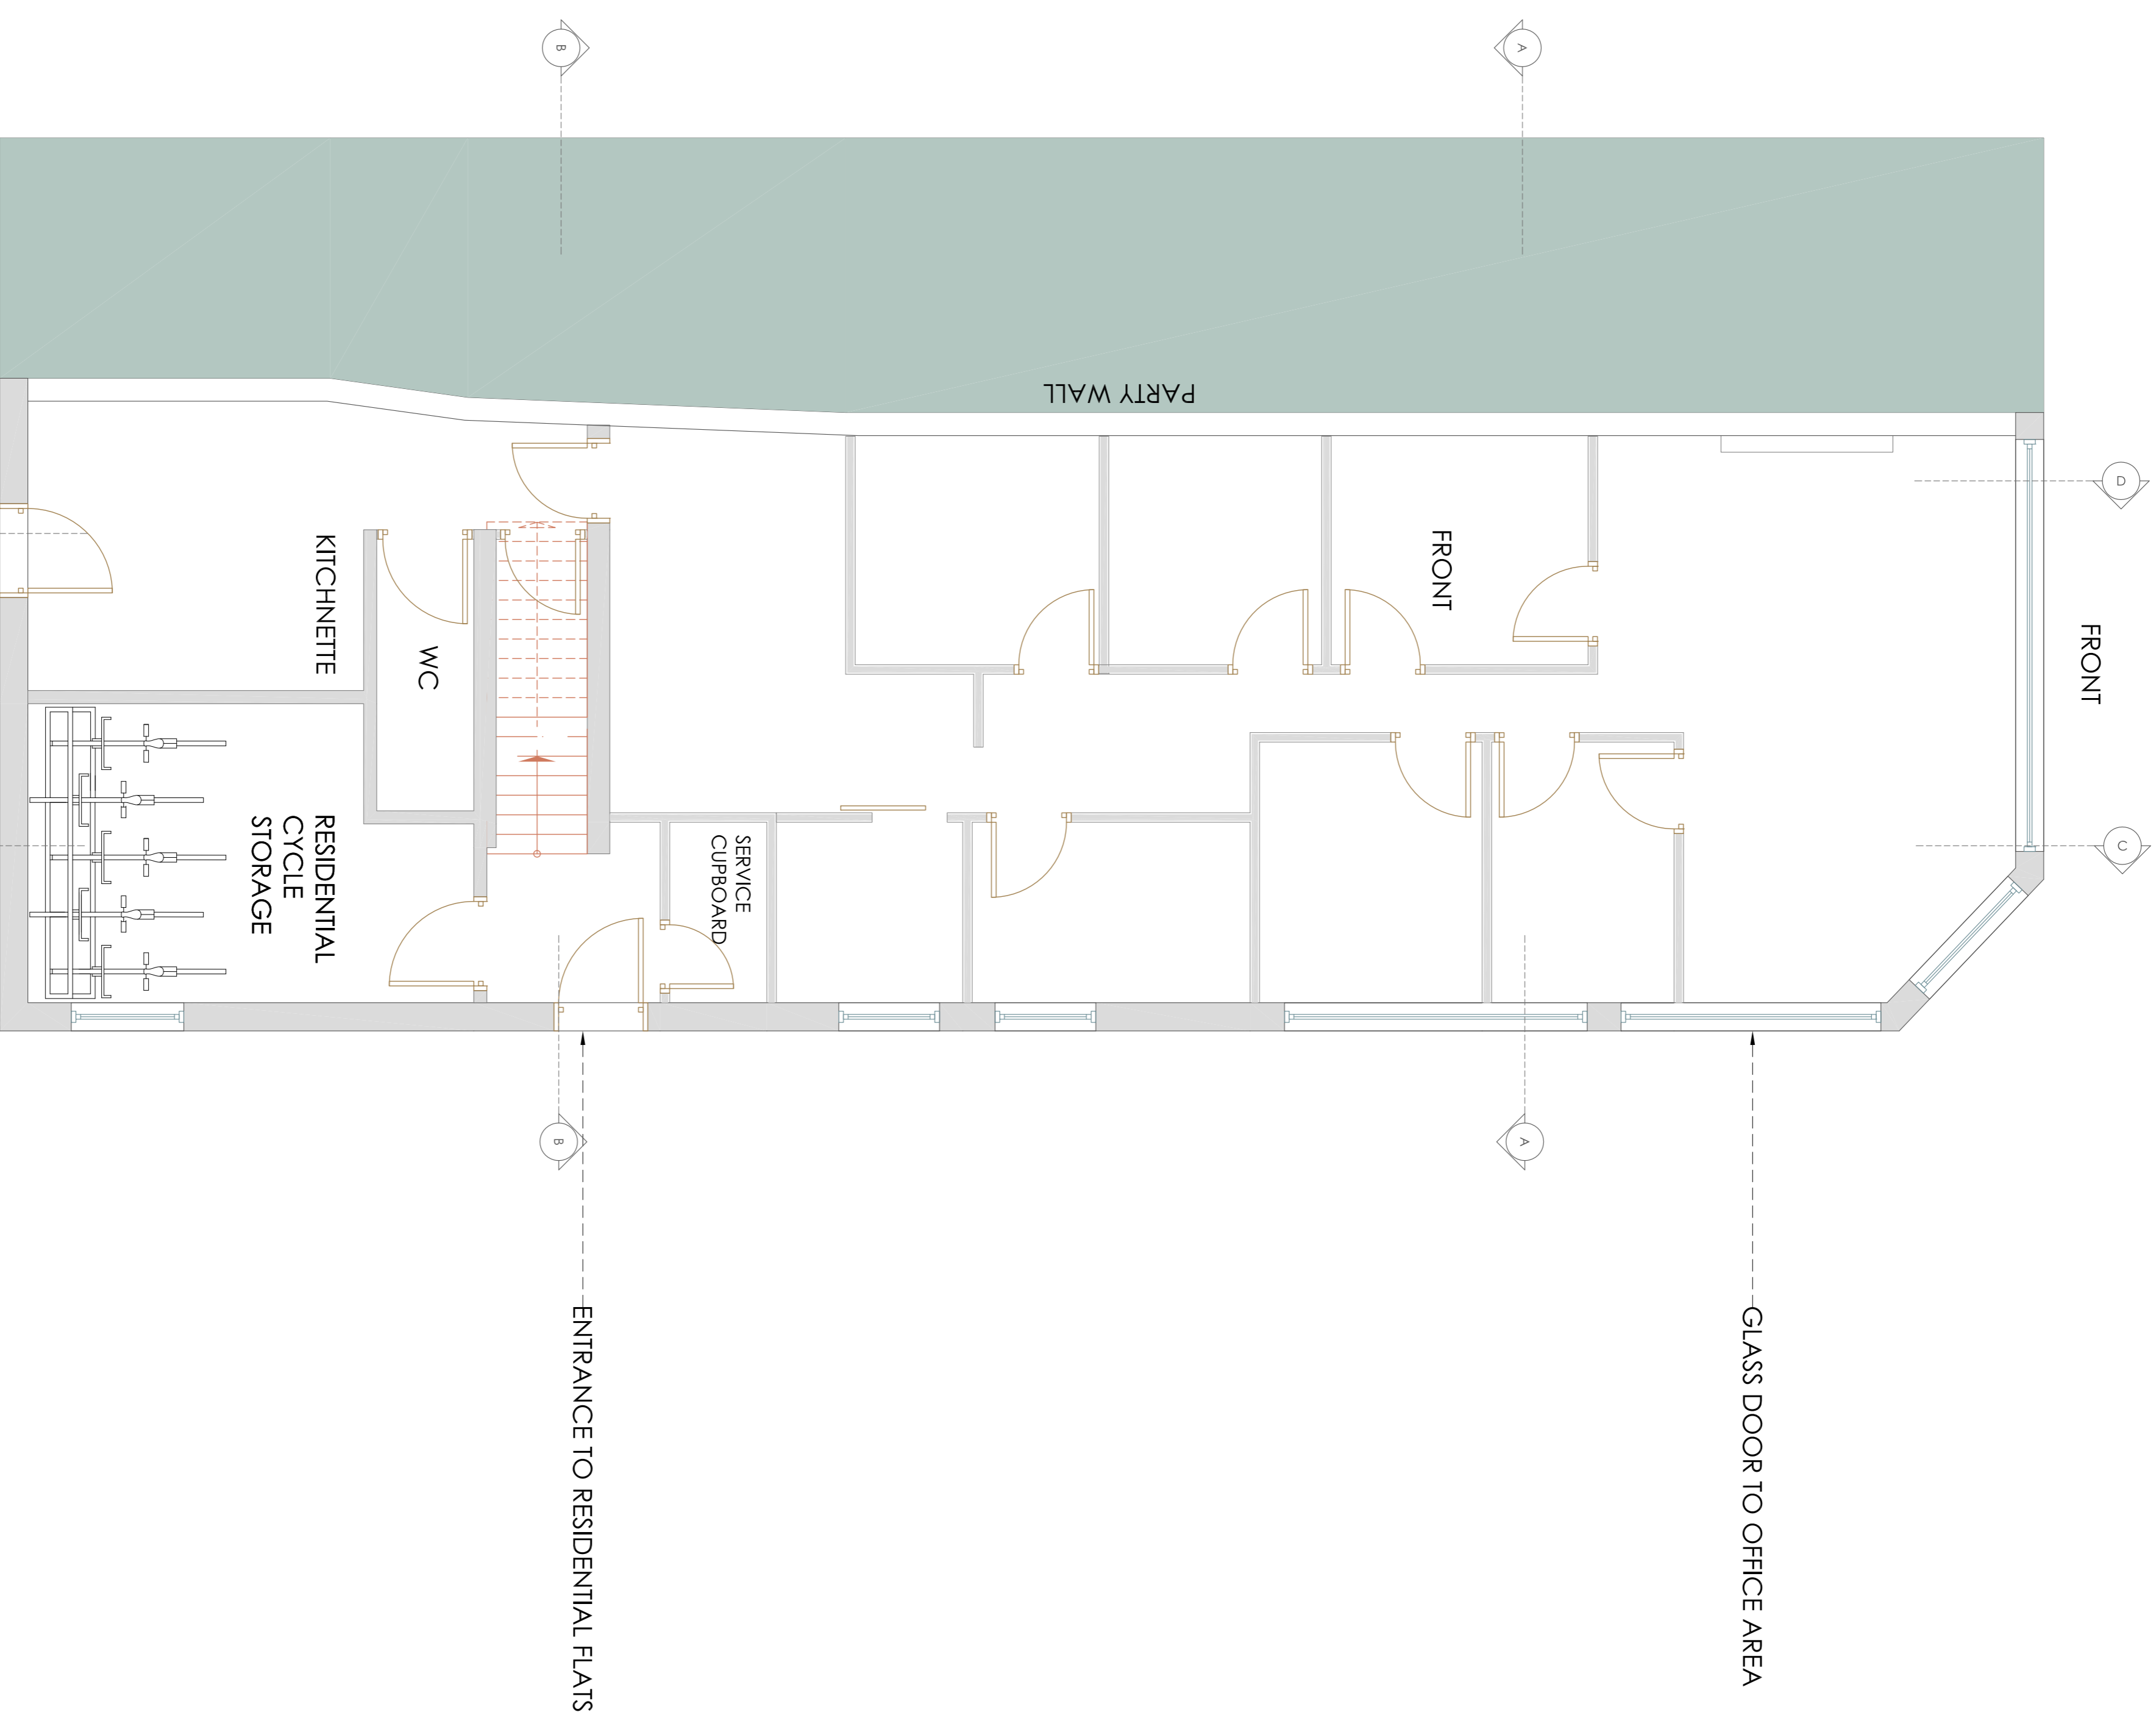 B
A
PARTY WALL
D
FRONT
FRONT
KITCHNETTE
WC
C
RESIDENTIAL
CYCLE
STORAGE
SERVICE
CUPBOARD
B
A
ENTRANCE TO RESIDENTIAL FLATS
GLASS DOOR TO OFFICE AREA